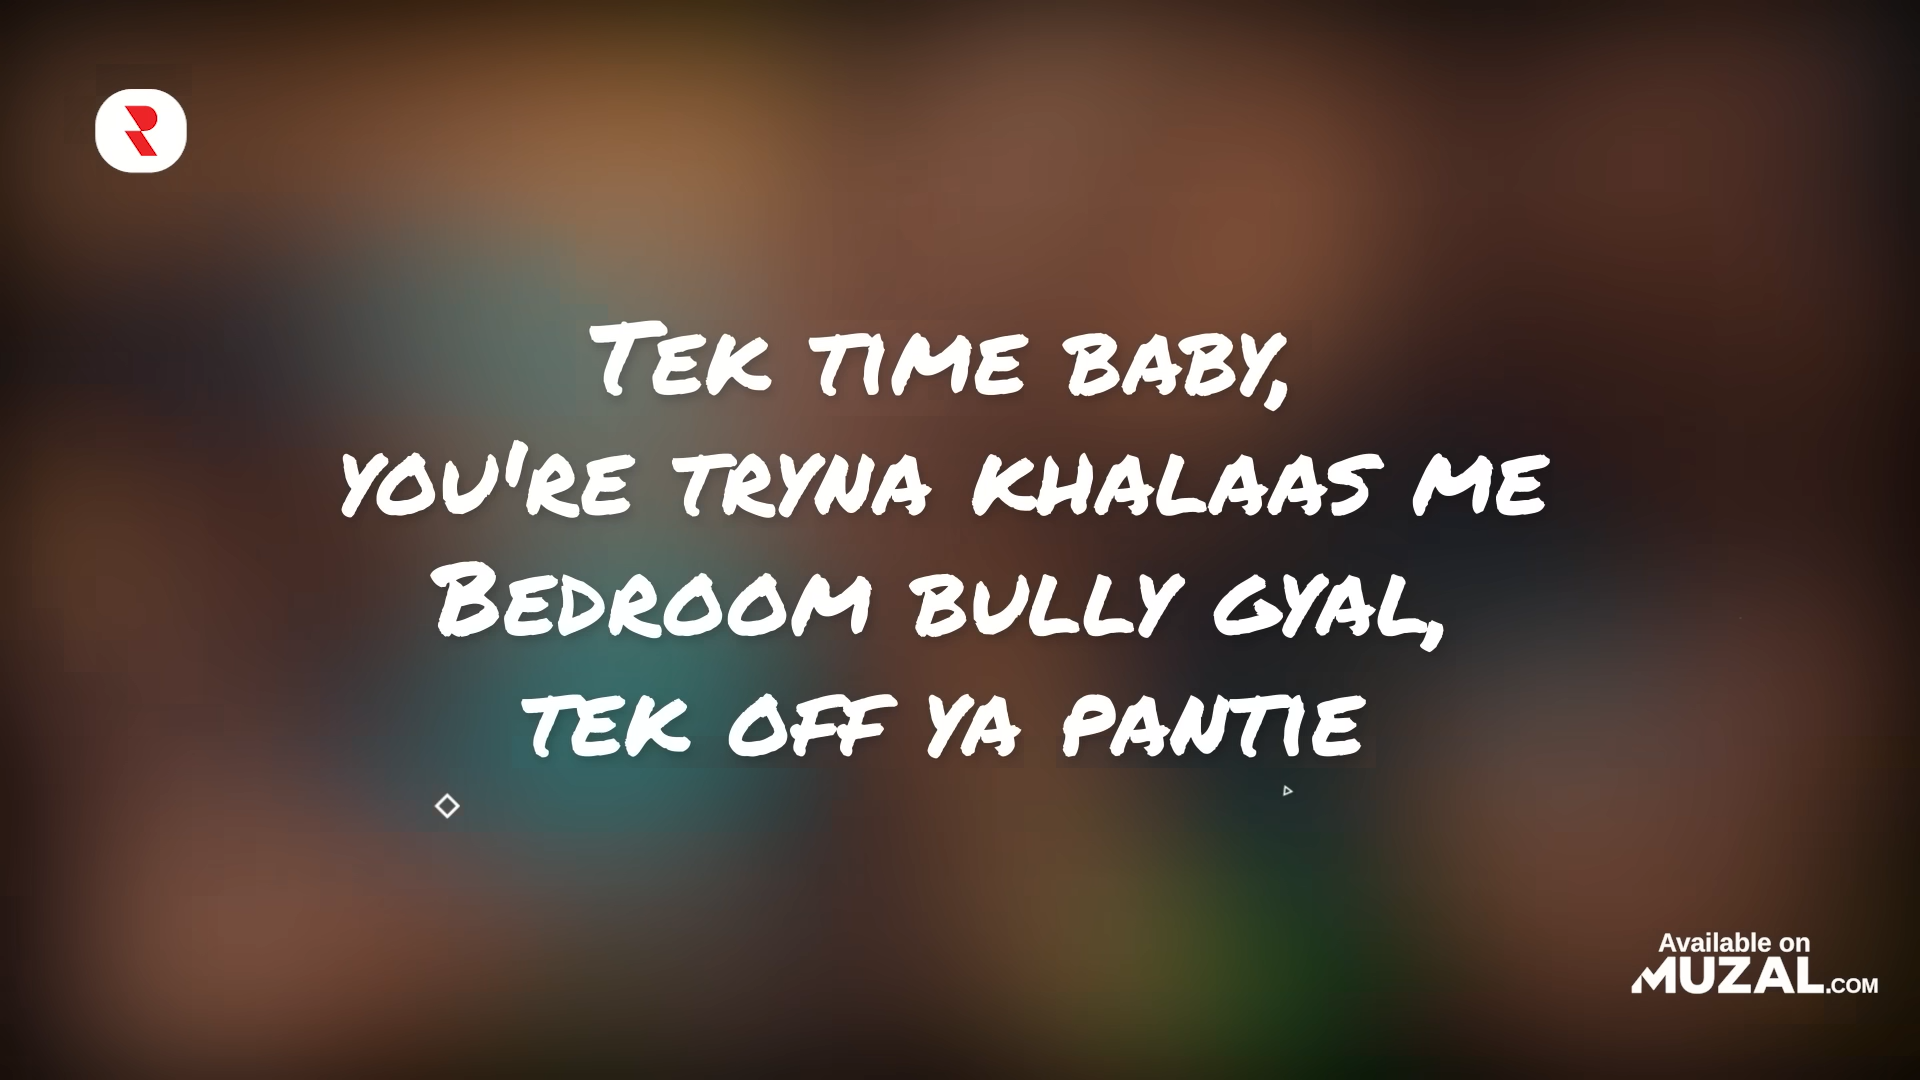 Tek time baby,
you're tryna khalaas me
Bedroom bully gyal,
tek off ya pantie
Available on
MUZAL.COM